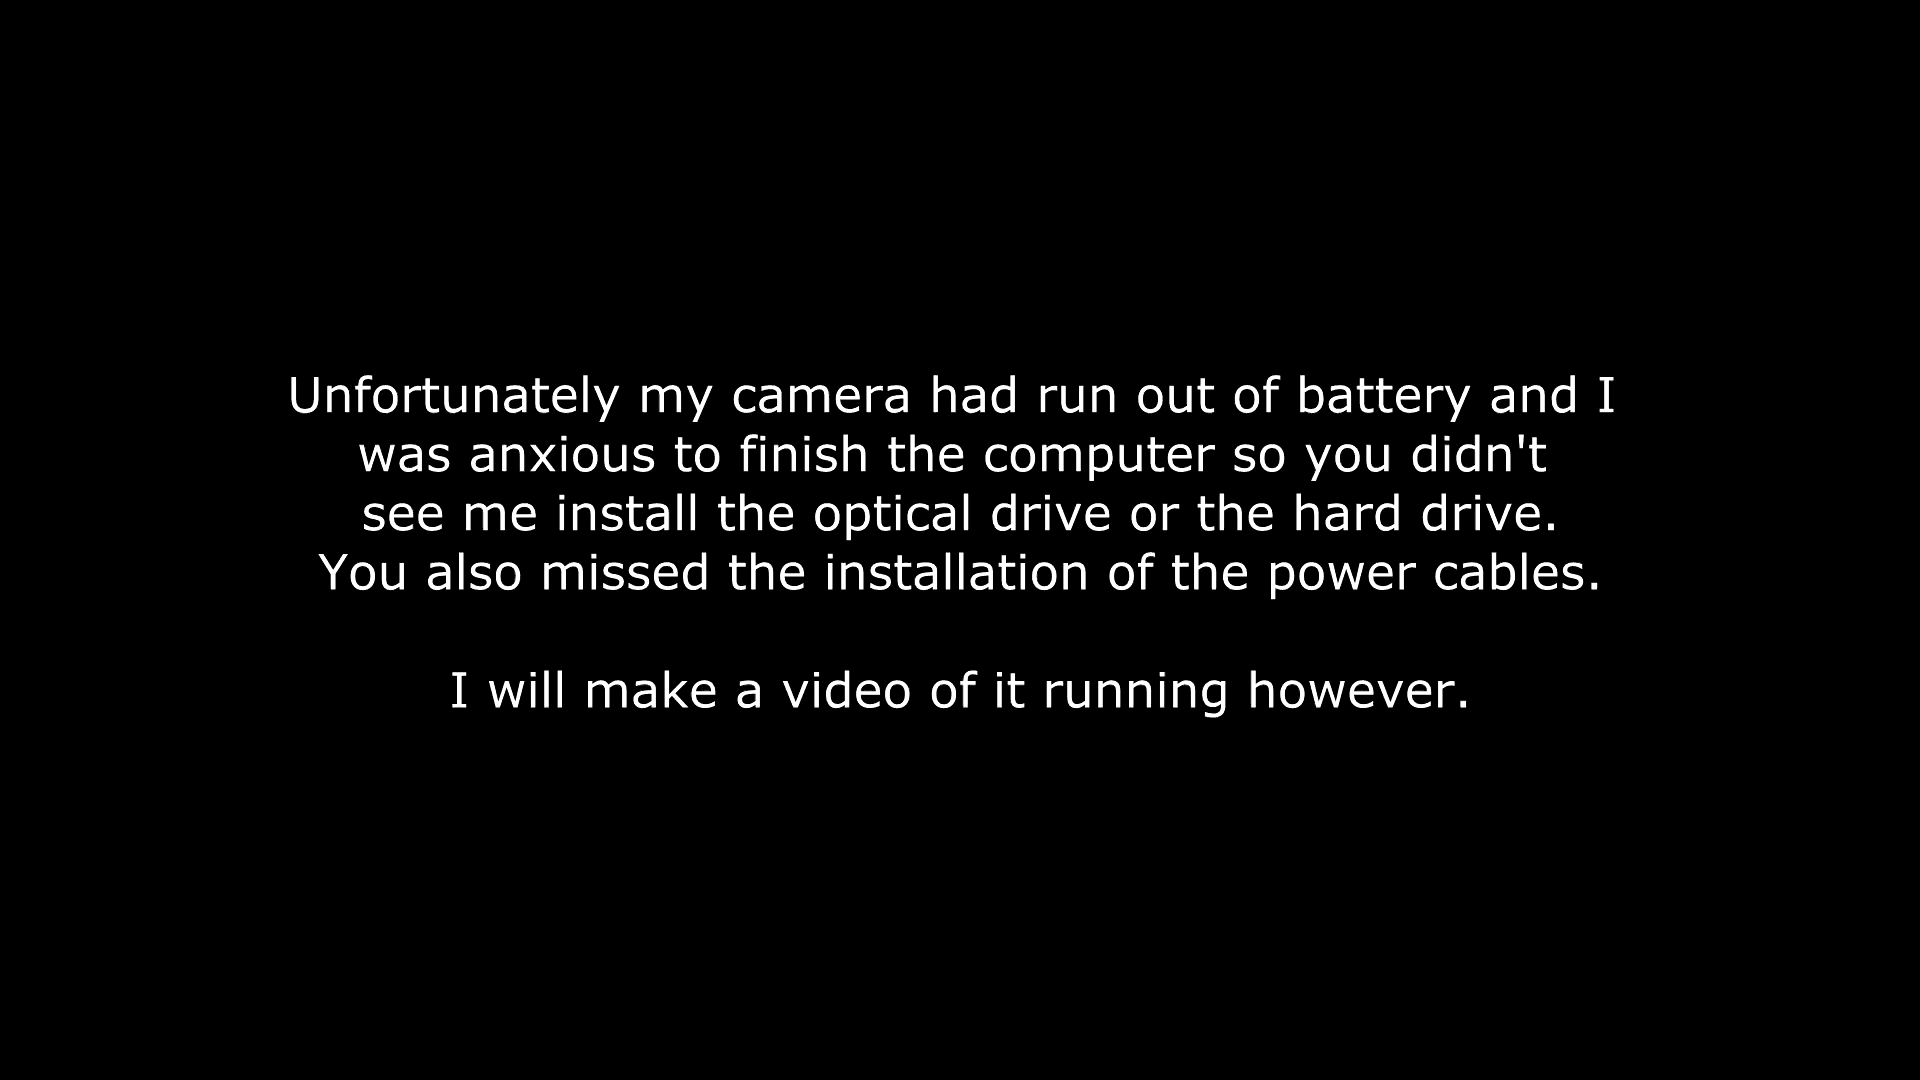 Unfortunately my camera had run out of battery and I
was anxious to finish the computer so you didn't
see me install the optical drive or the hard drive.
You also missed the installation of the power cables.
I will make a video of it running however.